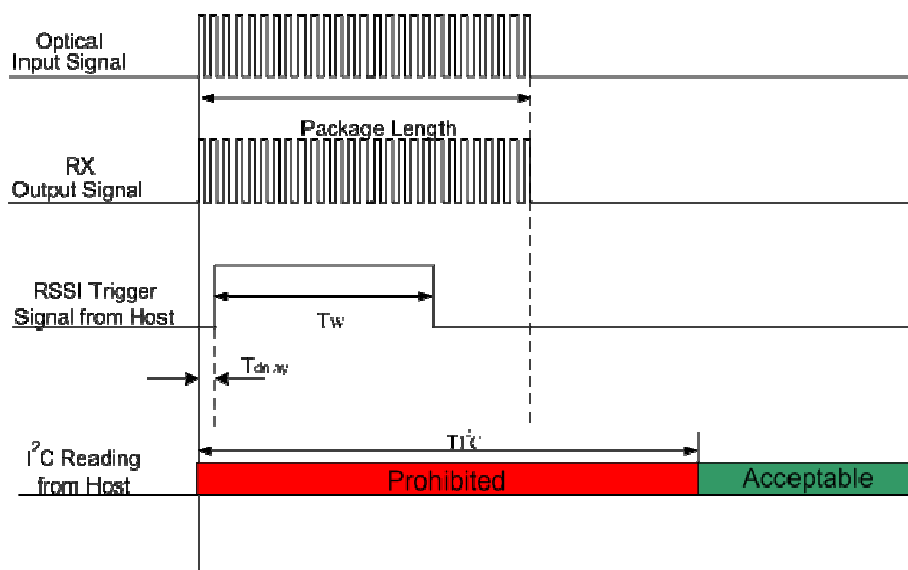 Optical
Input Signal
Package Length
RX
Output Signal
RSSI Trigger
Signal from Host
Tw
I²C Reading
from Host
TI²C
Prohibited
Acceptable